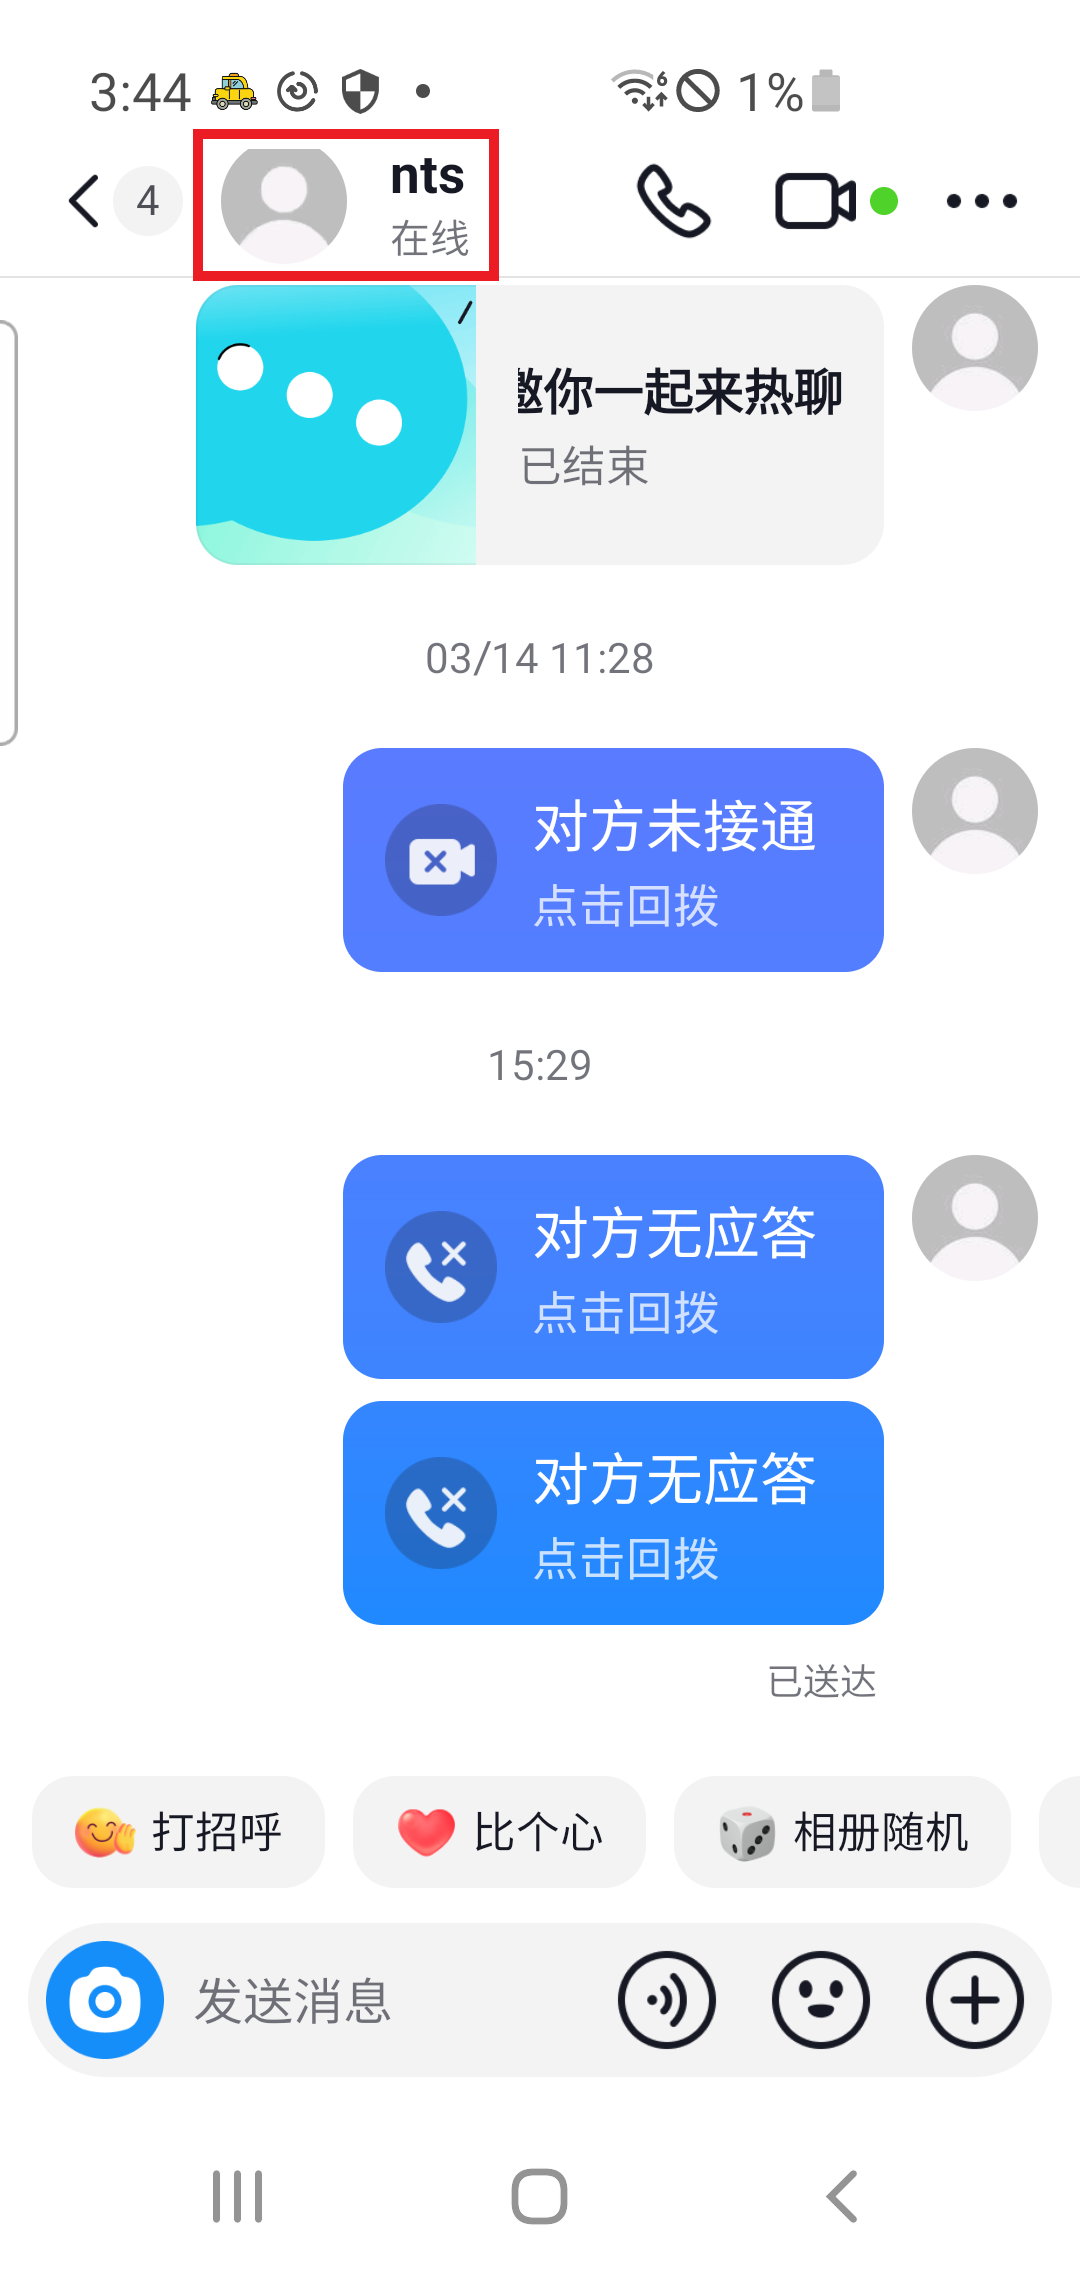 3:44
6
1%
4
nts
在线
邀你一起来热聊
已结束
03/14 11:28
对方未接通
点击回拨
15:29
对方无应答
点击回拨
对方无应答
点击回拨
已送达
打招呼
比个心
相册随机
发送消息